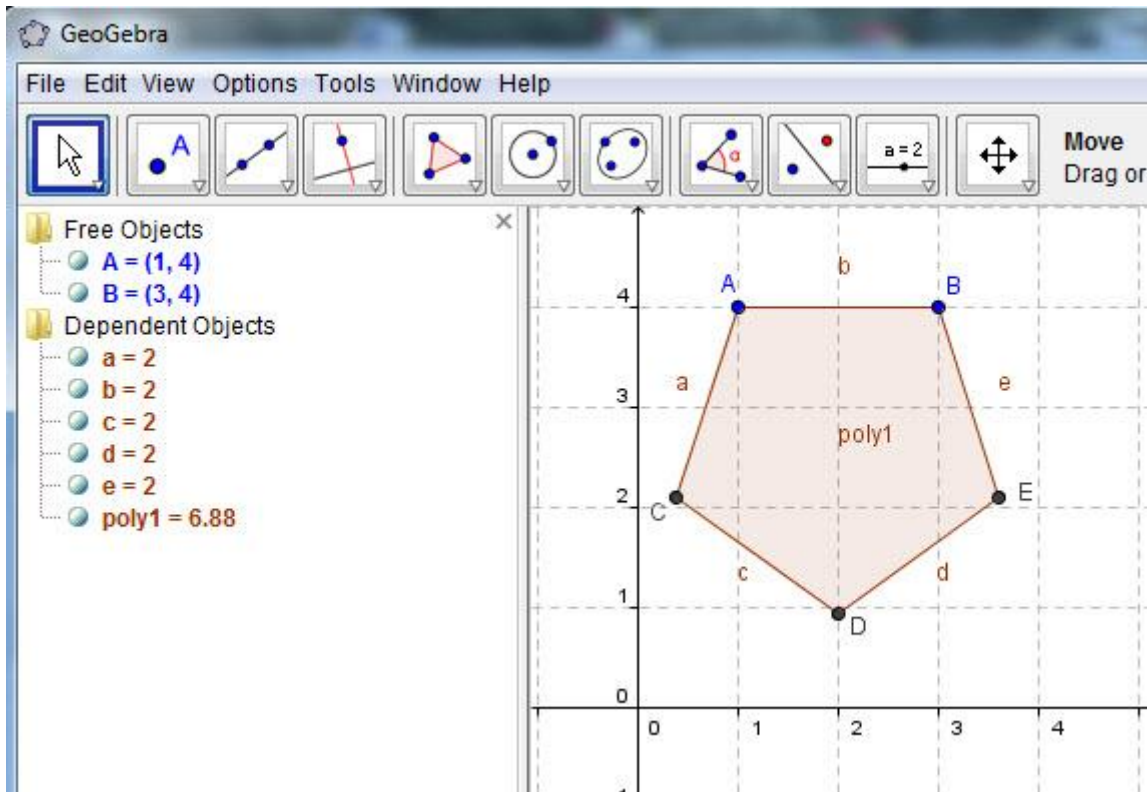 GeoGebra
File Edit View Options Tools Window Help
A
α
a = 2
Move
Drag or
Free Objects
A = (1, 4)
B = (3, 4)
Dependent Objects
a = 2
b = 2
c = 2
d = 2
e = 2
poly1 = 6.88
b
A
B
4
a
e
3
poly1
2
C
E
c
d
1
D
0
0 1 2 3 4